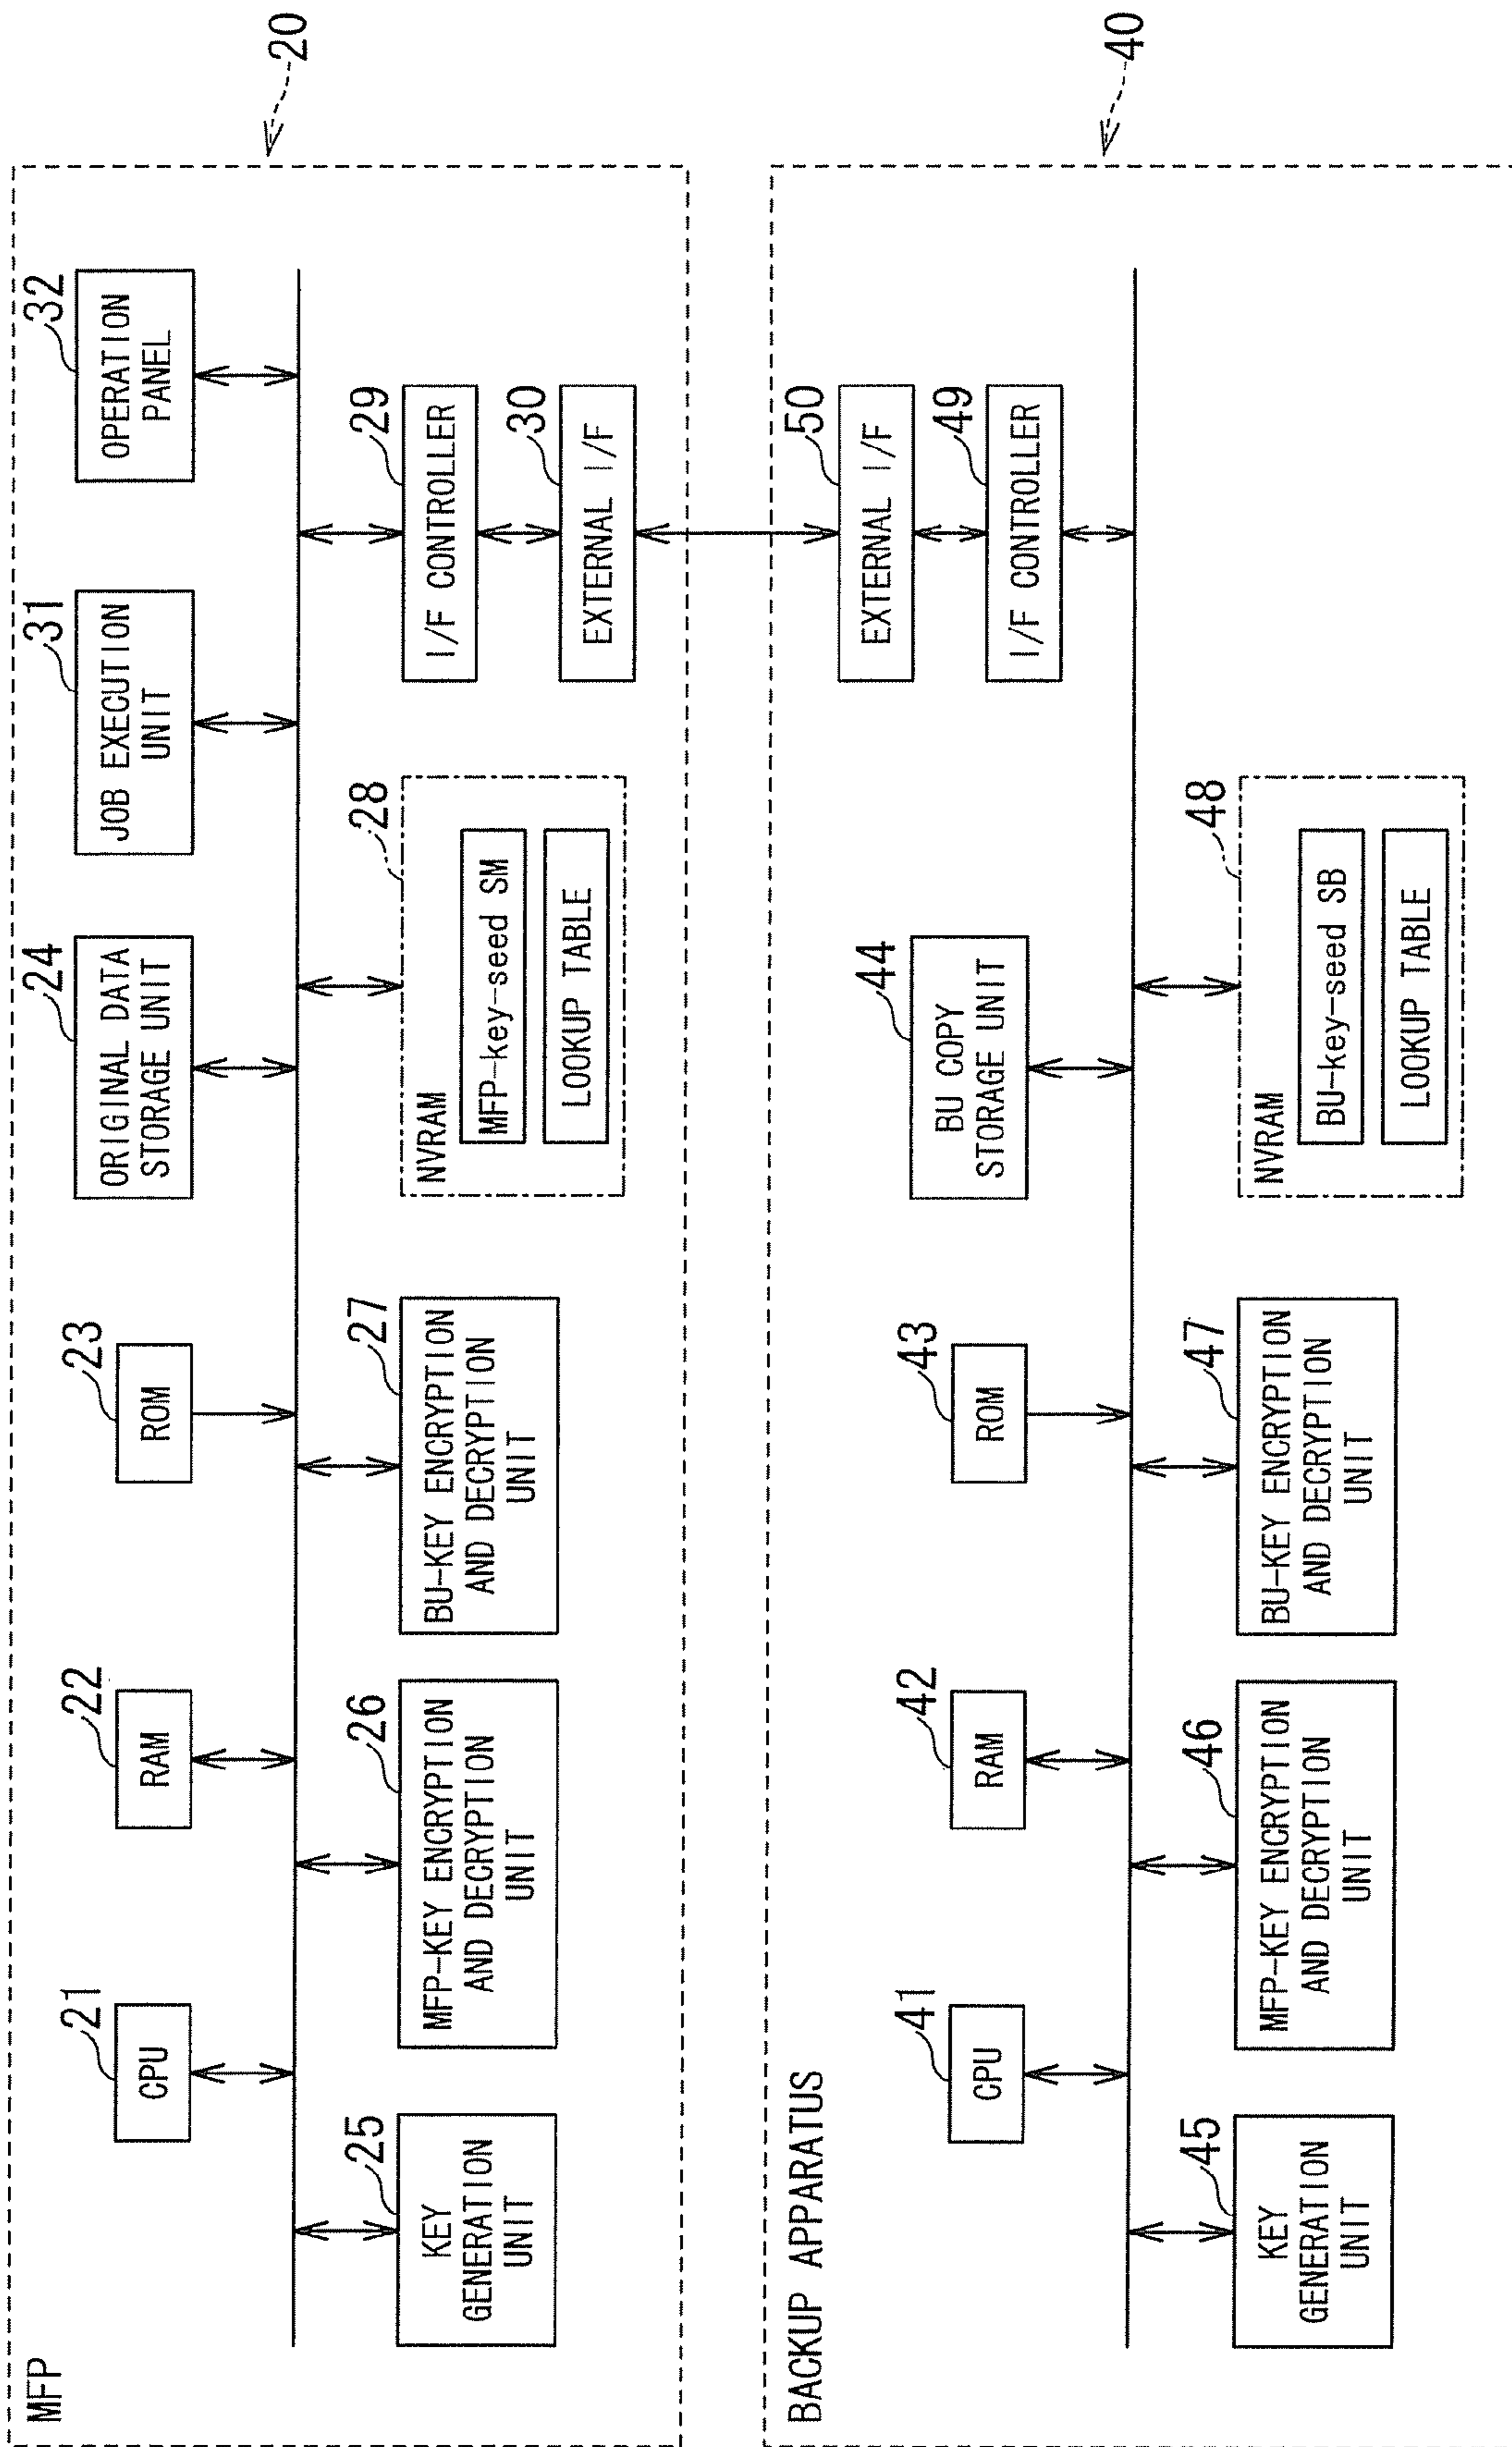 MFP
20
21
CPU
22
RAM
23
ROM
24
ORIGINAL DATA
STORAGE UNIT
31
JOB EXECUTION
UNIT
32
OPERATION
PANEL
25
KEY
GENERATION
UNIT
26
MFP-KEY ENCRYPTION
AND DECRYPTION
UNIT
27
BU-KEY ENCRYPTION
AND DECRYPTION
UNIT
28
NVRAM
MFP-key-seed SM
LOOKUP TABLE
29
I/F CONTROLLER
30
EXTERNAL I/F
BACKUP APPARATUS
40
41
CPU
42
RAM
43
ROM
44
BU COPY
STORAGE UNIT
50
EXTERNAL I/F
49
I/F CONTROLLER
45
KEY
GENERATION
UNIT
46
MFP-KEY ENCRYPTION
AND DECRYPTION
UNIT
47
BU-KEY ENCRYPTION
AND DECRYPTION
UNIT
48
NVRAM
BU-key-seed SB
LOOKUP TABLE